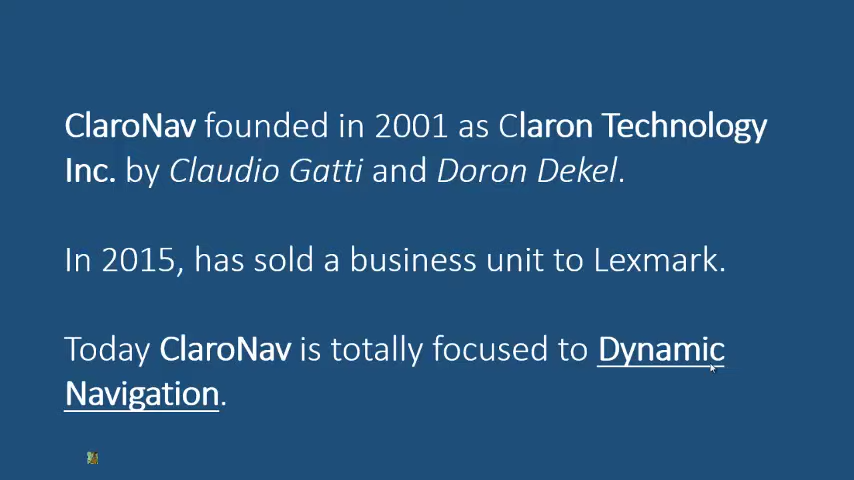 ClaroNav founded in 2001 as Claron Technology
Inc. by Claudio Gatti and Doron Dekel.
In 2015, has sold a business unit to Lexmark.
Today ClaroNav is totally focused to Dynamic
Navigation.